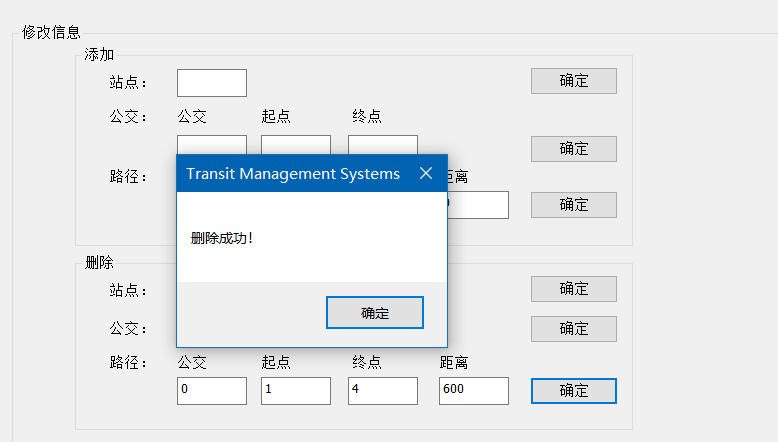 修改信息
添加
站点： 确定
公交： 公交 起点 终点
确定
路径： 距离
确定
Transit Management Systems
删除成功！
确定
删除
站点： 确定
公交： 确定
路径： 公交 起点 终点 距离
0 1 4 600 确定